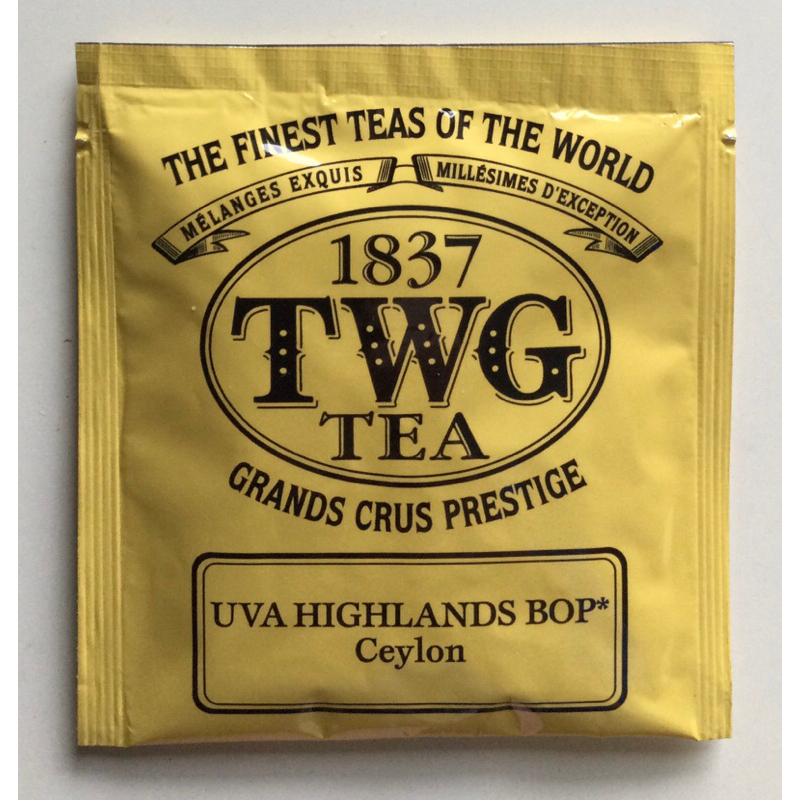 THE FINEST TEAS OF THE WORLD
MÉLANGES EXQUIS MILLÉSIMES D'EXCEPTION
1837
TWG
TEA
GRANDS CRUS PRESTIGE
UVA HIGHLANDS BOP*
Ceylon